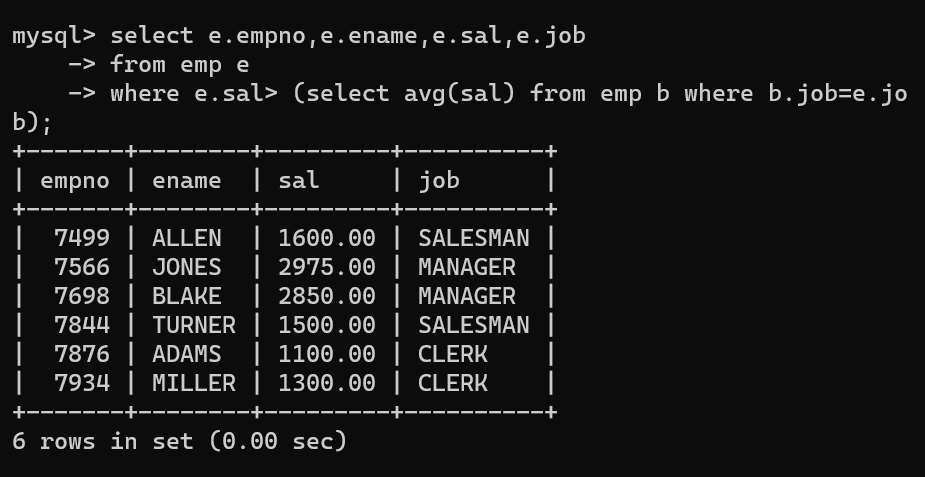 mysql> select e.empno,e.ename,e.sal,e.job
    -> from emp e
    -> where e.sal> (select avg(sal) from emp b where b.job=e.jo
b);
+-------+--------+---------+----------+
| empno | ename  | sal     | job      |
+-------+--------+---------+----------+
|  7499 | ALLEN  | 1600.00 | SALESMAN |
|  7566 | JONES  | 2975.00 | MANAGER  |
|  7698 | BLAKE  | 2850.00 | MANAGER  |
|  7844 | TURNER | 1500.00 | SALESMAN |
|  7876 | ADAMS  | 1100.00 | CLERK    |
|  7934 | MILLER | 1300.00 | CLERK    |
+-------+--------+---------+----------+
6 rows in set (0.00 sec)